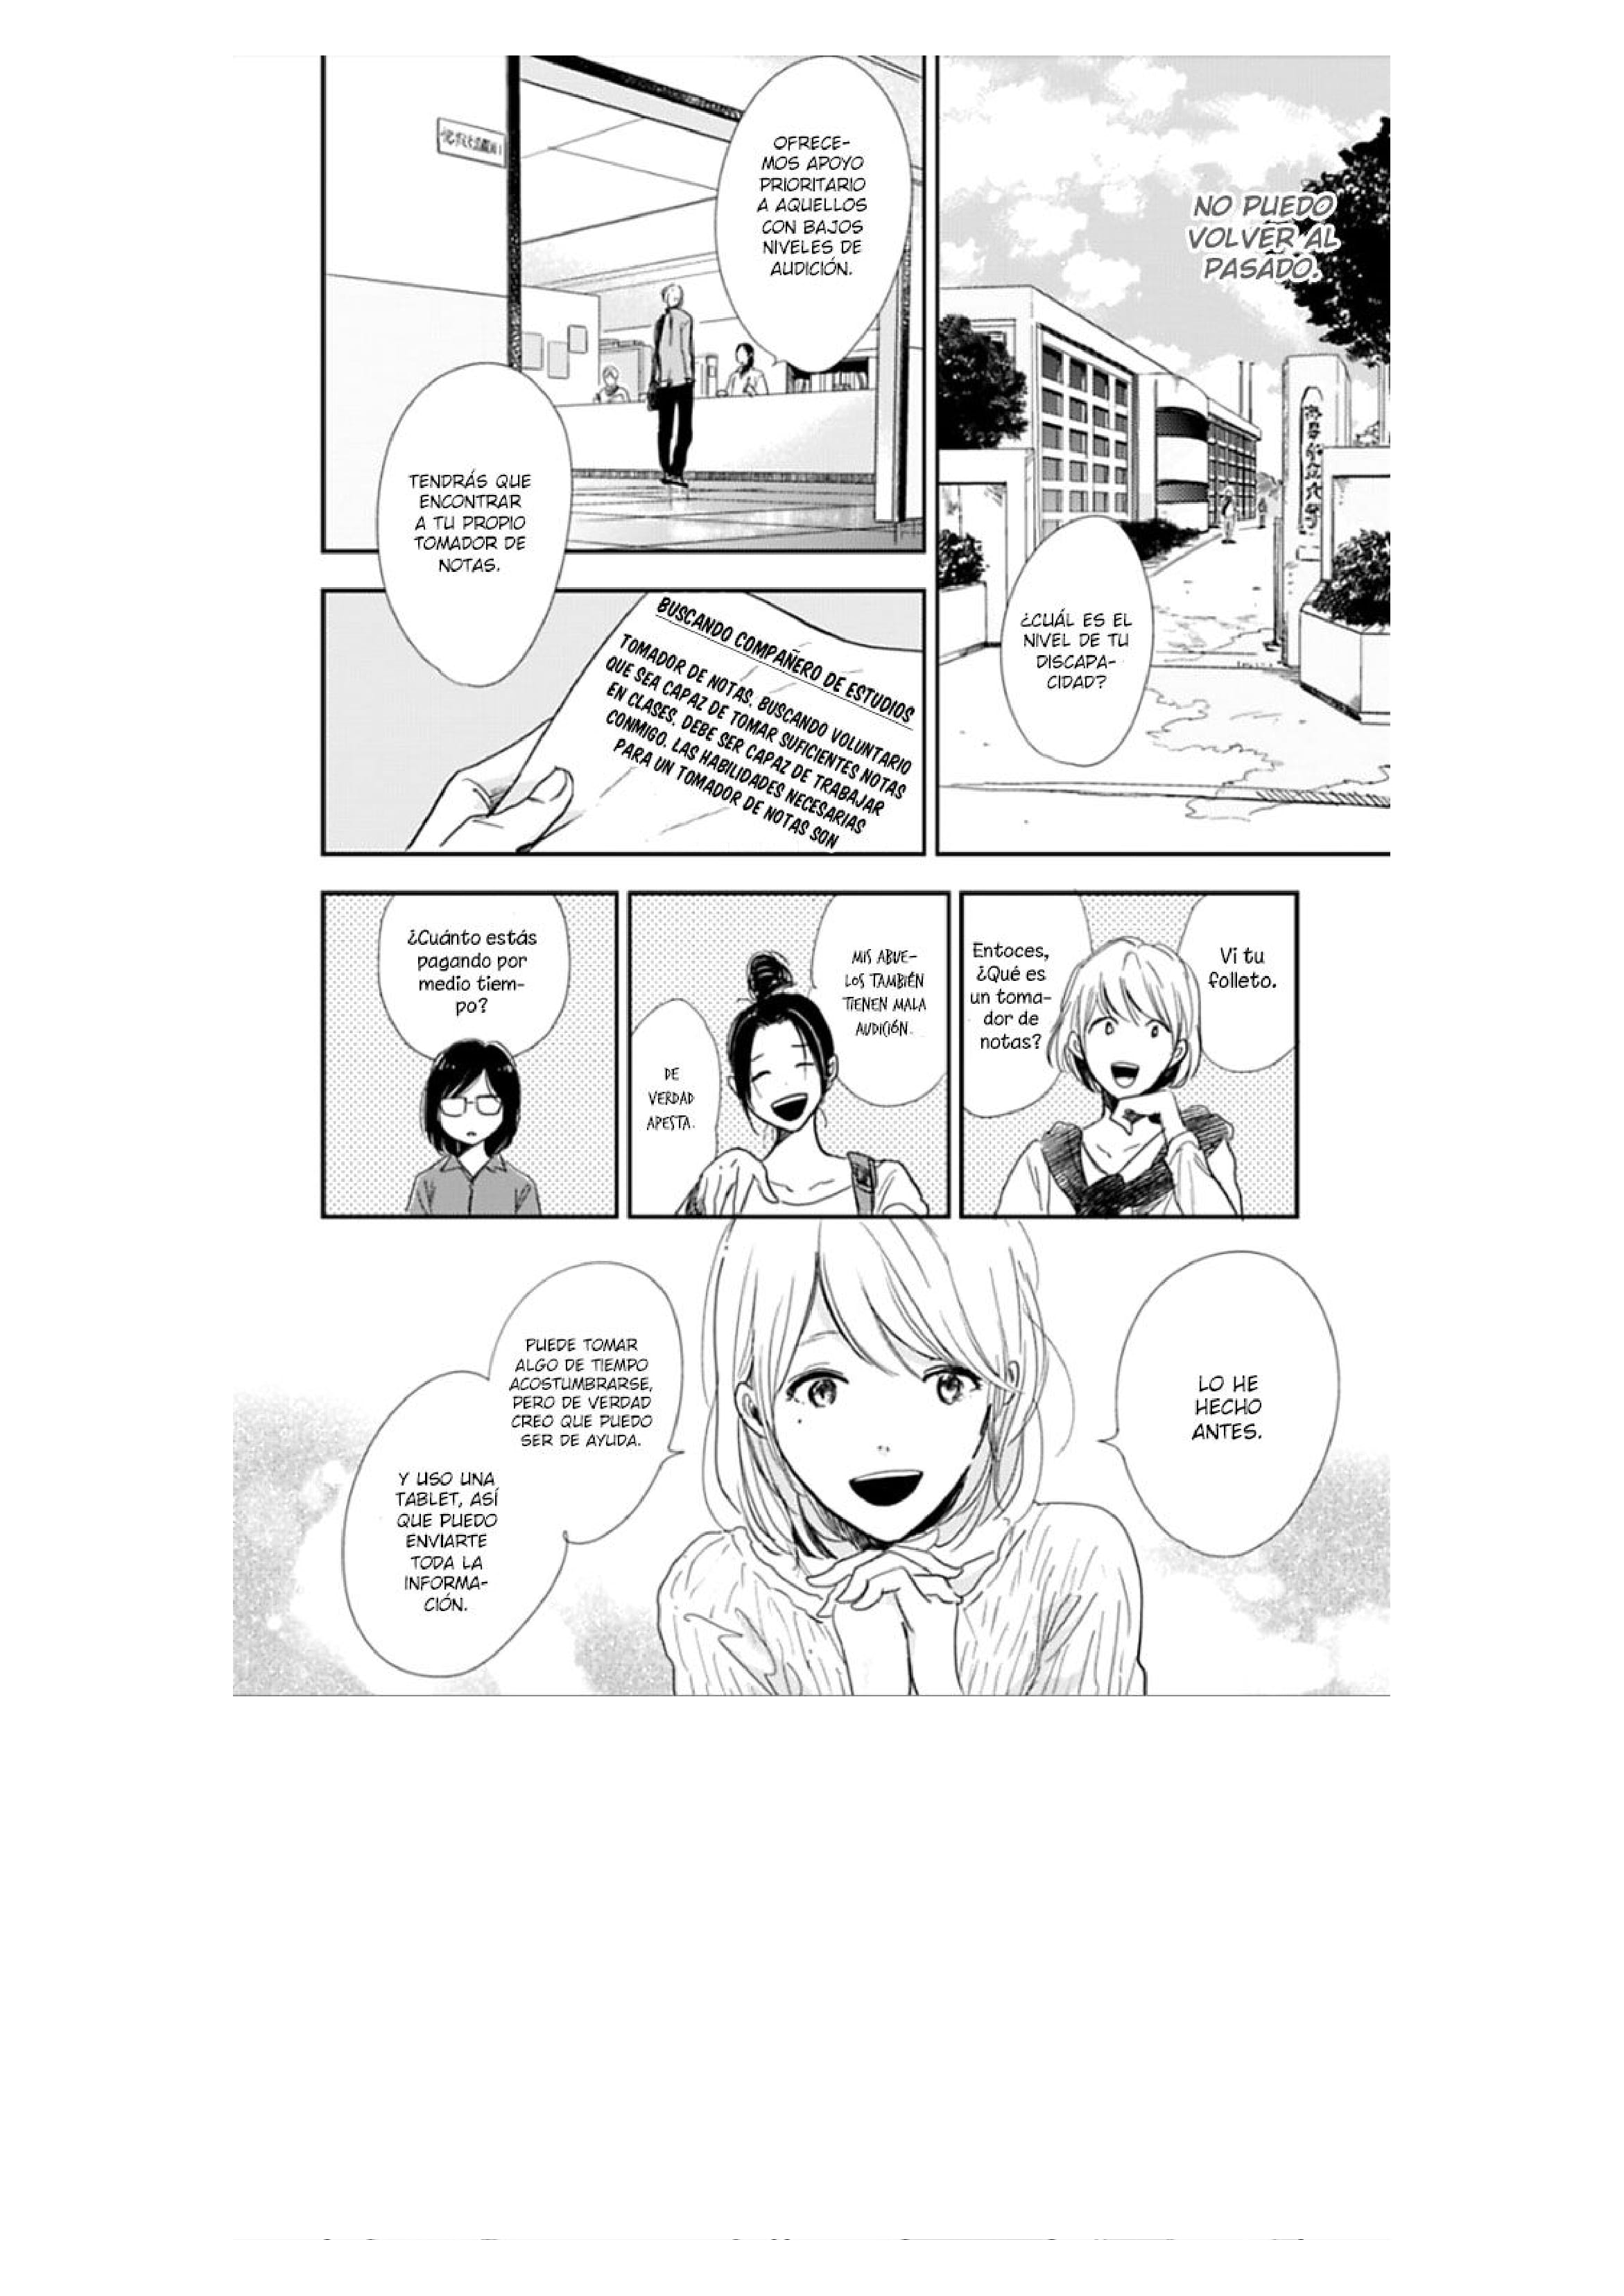 NO PUEDO
VOLVER AL
PASADO.
¿CUÁL ES EL
NIVEL DE TU
DISCAPA-
CIDAD?
OFRECE-
MOS APOYO
PRIORITARIO
A AQUELLOS
CON BAJOS
NIVELES DE
AUDICIÓN.
TENDRÁS QUE
ENCONTRAR
A TU PROPIO
TOMADOR DE
NOTAS.
BUSCANDO COMPAÑERO DE ESTUDIOS
TOMADOR DE NOTAS. BUSCANDO VOLUNTARIO
QUE SEA CAPAZ DE TOMAR SUFICIENTES NOTAS
EN CLASES. DEBE SER CAPAZ DE TRABAJAR
CONMIGO. LAS HABILIDADES NECESARIAS
PARA UN TOMADOR DE NOTAS SON
Vi tu
folleto.
Entoces,
¿Qué es
un toma-
dor de
notas?
MIS ABUE-
LOS TAMBIÉN
TIENEN MALA
AUDICIÓN.
DE
VERDAD
APESTA.
¿Cuánto estás
pagando por
medio tiem-
po?
LO HE
HECHO
ANTES.
PUEDE TOMAR
ALGO DE TIEMPO
ACOSTUMBRARSE,
PERO DE VERDAD
CREO QUE PUEDO
SER DE AYUDA.
Y USO UNA
TABLET, ASÍ
QUE PUEDO
ENVIARTE
TODA LA
INFORMA-
CIÓN.